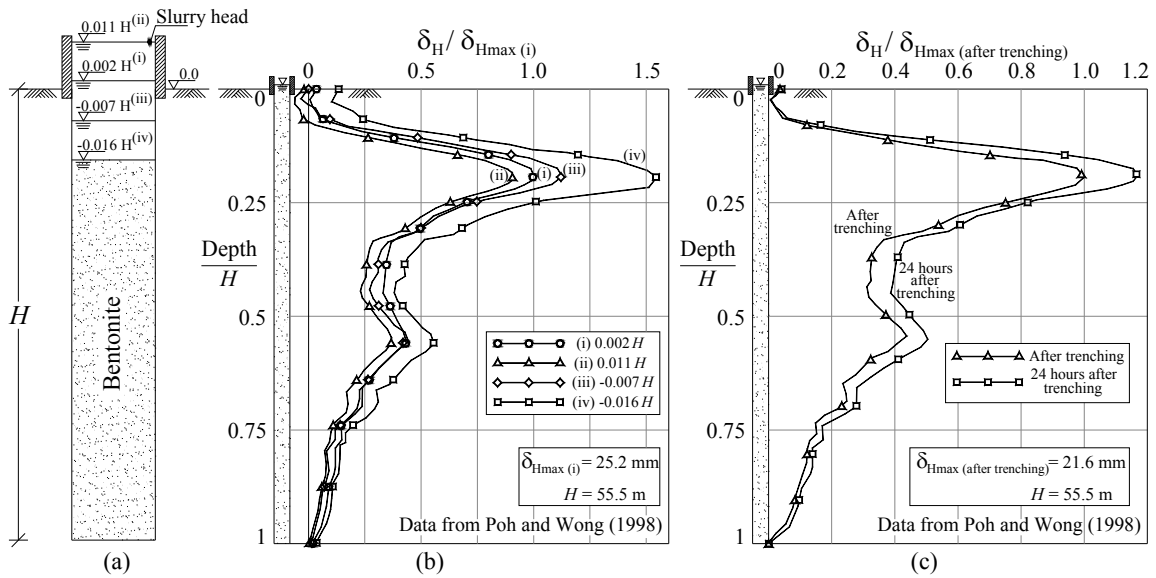 0.011 H(ii)
Slurry head
0.002 H(i)
0.0
-0.007 H(iii)
-0.016 H(iv)
H
Bentonite
(a)
δH / δHmax (i)
0 0.5 1.0 1.5
0
0.25
Depth
H
0.5
0.75
1
(ii)
(i)
(iii)
(iv)
(i) 0.002 H
(ii) 0.011 H
(iii) -0.007 H
(iv) -0.016 H
δHmax (i) = 25.2 mm
H = 55.5 m
Data from Poh and Wong (1998)
(b)
δH / δHmax (after trenching)
0 0.2 0.4 0.6 0.8 1.0 1.2
0
0.25
Depth
H
0.5
0.75
1
After
trenching
24 hours
after
trenching
After trenching
24 hours after
trenching
δHmax (after trenching) = 21.6 mm
H = 55.5 m
Data from Poh and Wong (1998)
(c)